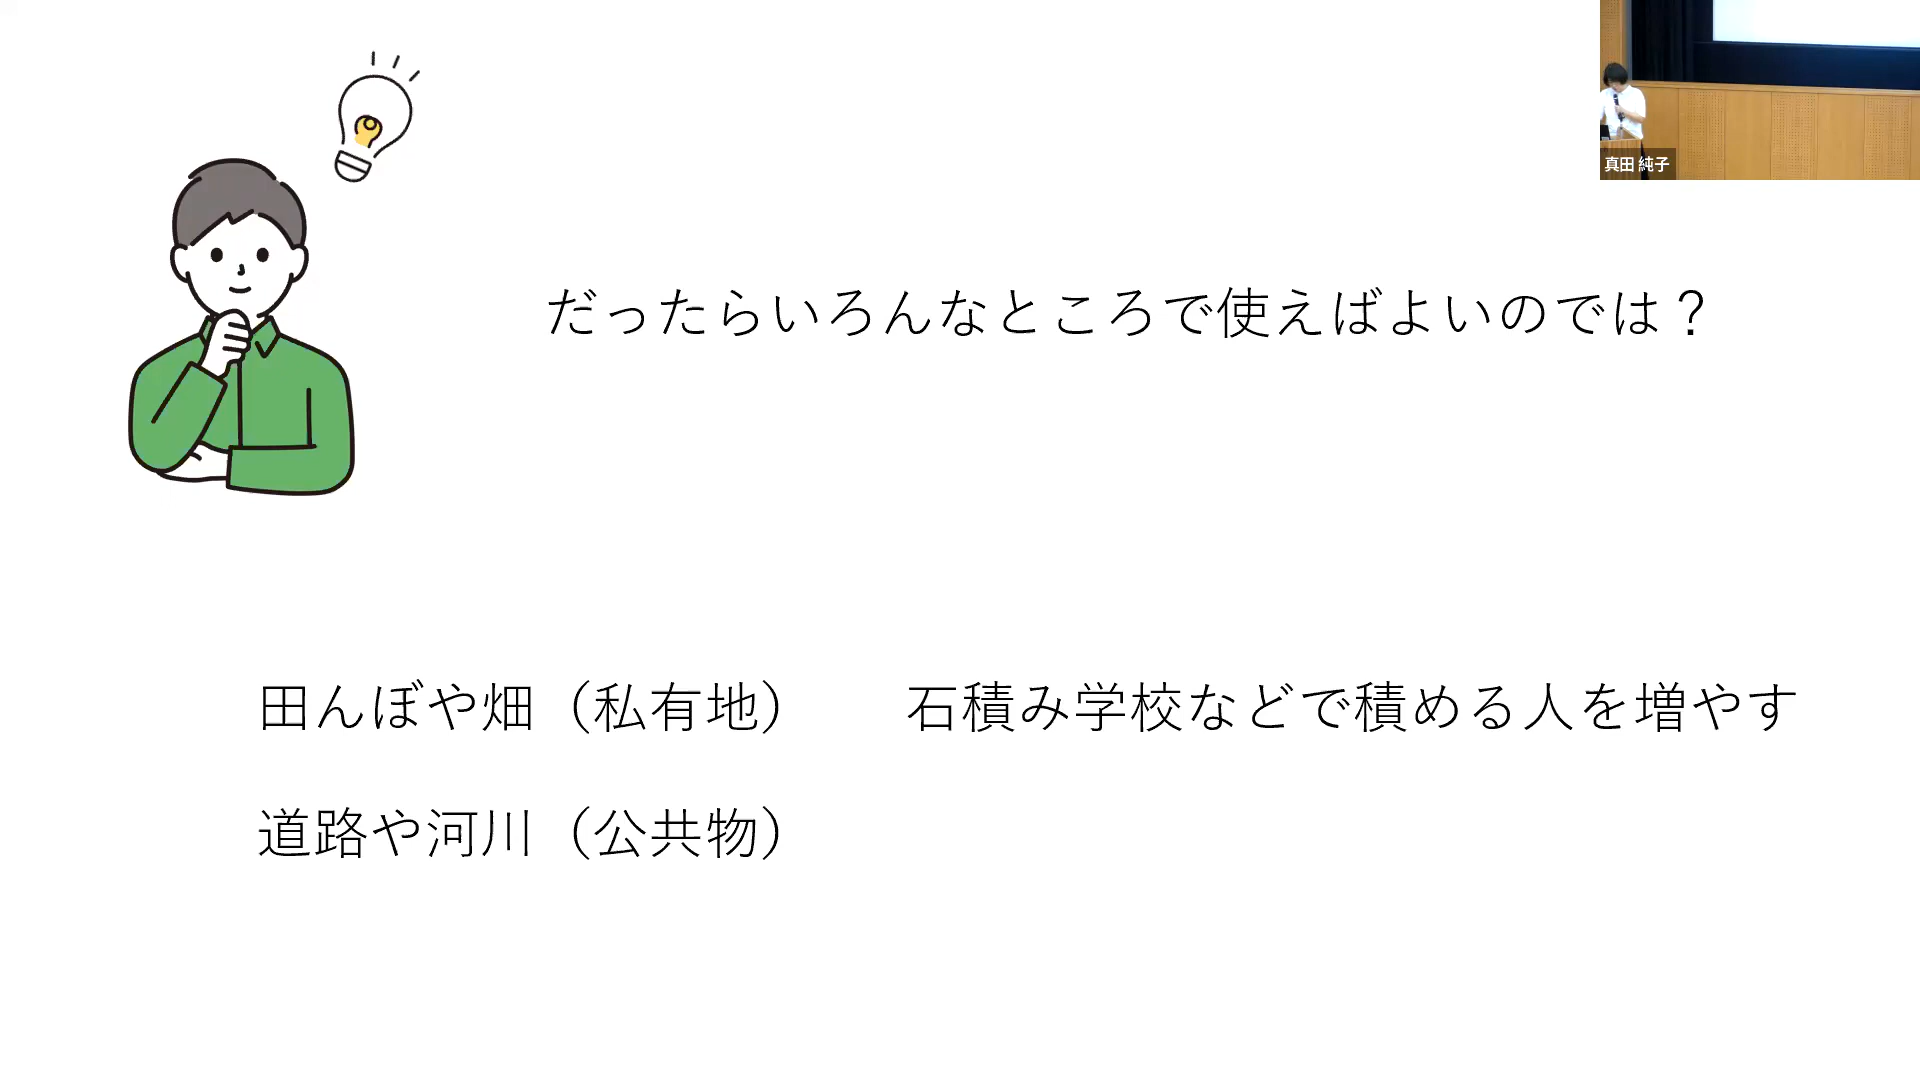 真田 純子
だったらいろんなところで使えばよいのでは？
田んぼや畑（私有地）　石積み学校などで積める人を増やす
道路や河川（公共物）